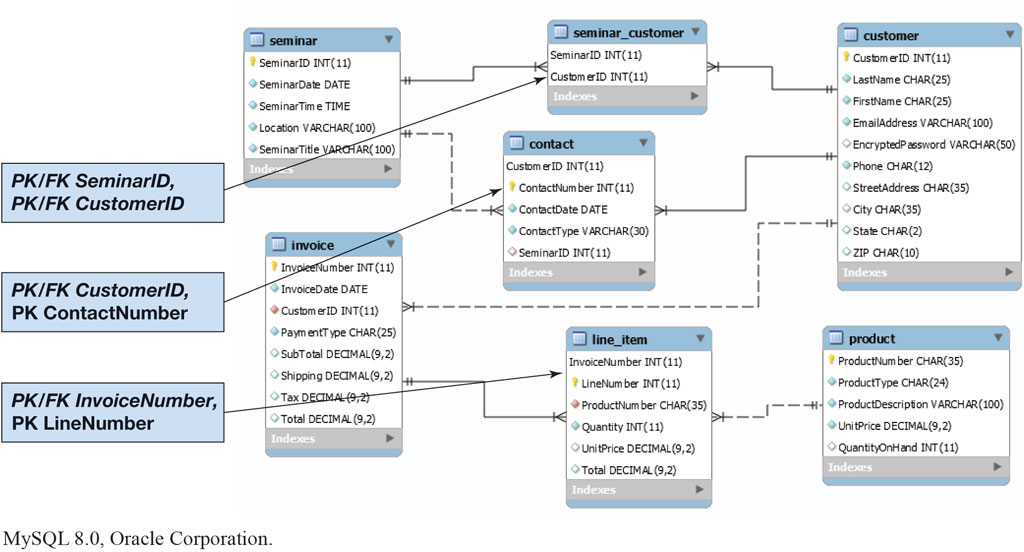 seminar
SeminarID INT(11)
SeminarDate DATE
SeminarTime TIME
Location VARCHAR(100)
SeminarTitle VARCHAR(100)
Indexes
seminar_customer
SeminarID INT(11)
CustomerID INT(11)
Indexes
customer
CustomerID INT(11)
LastName CHAR(25)
FirstName CHAR(25)
EmailAddress VARCHAR(100)
EncryptedPassword VARCHAR(50)
Phone CHAR(12)
StreetAddress CHAR(35)
City CHAR(35)
State CHAR(2)
ZIP CHAR(10)
Indexes
contact
CustomerID INT(11)
ContactNumber INT(11)
ContactDate DATE
ContactType VARCHAR(30)
SeminarID INT(11)
Indexes
PK/FK SeminarID,
PK/FK CustomerID
PK/FK CustomerID,
PK ContactNumber
PK/FK InvoiceNumber,
PK LineNumber
invoice
InvoiceNumber INT(11)
InvoiceDate DATE
CustomerID INT(11)
PaymentType CHAR(25)
SubTotal DECIMAL(9,2)
Shipping DECIMAL(9,2)
Tax DECIMAL(9,2)
Total DECIMAL(9,2)
Indexes
line_item
InvoiceNumber INT(11)
LineNumber INT(11)
ProductNumber CHAR(35)
Quantity INT(11)
UnitPrice DECIMAL(9,2)
Total DECIMAL(9,2)
Indexes
product
ProductNumber CHAR(35)
ProductType CHAR(24)
ProductDescription VARCHAR(100)
UnitPrice DECIMAL(9,2)
QuantityOnHand INT(11)
Indexes
MySQL 8.0, Oracle Corporation.